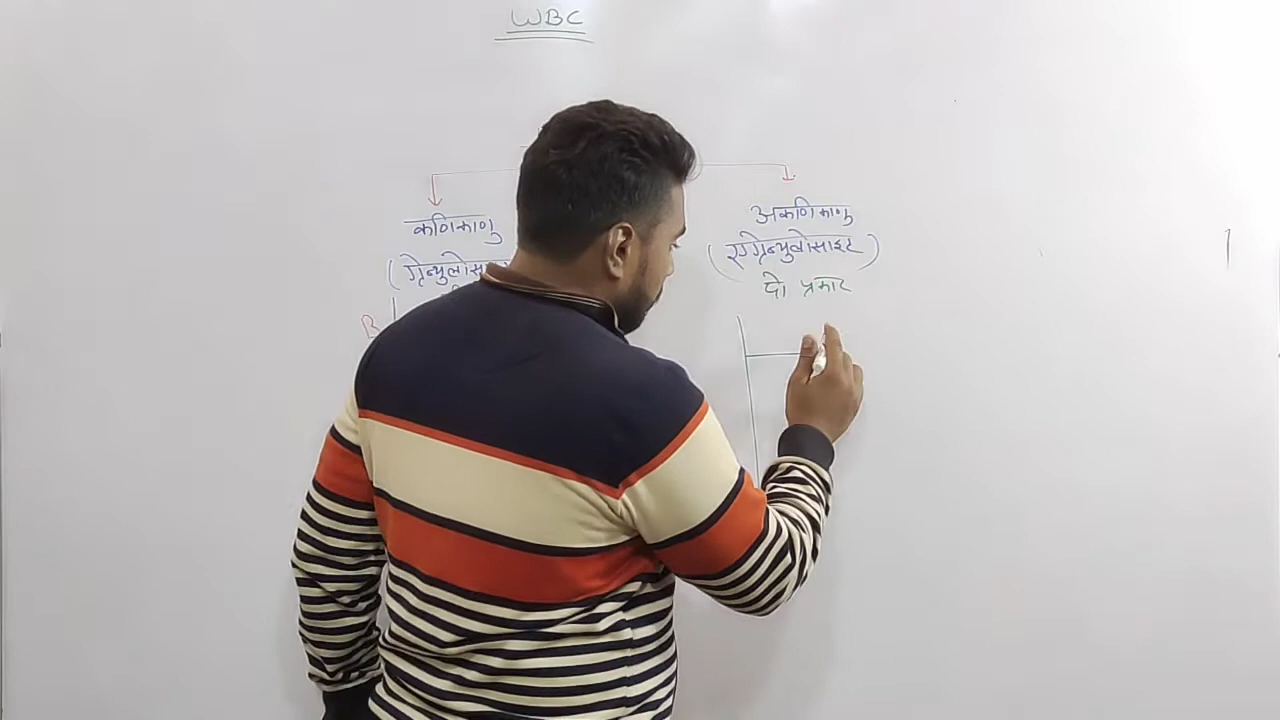 WBC
कणिकाणु
अकणिकाणु
(ग्रेन्युलोसा
(एग्रेन्युलोसाइट)
दो प्रकार
B